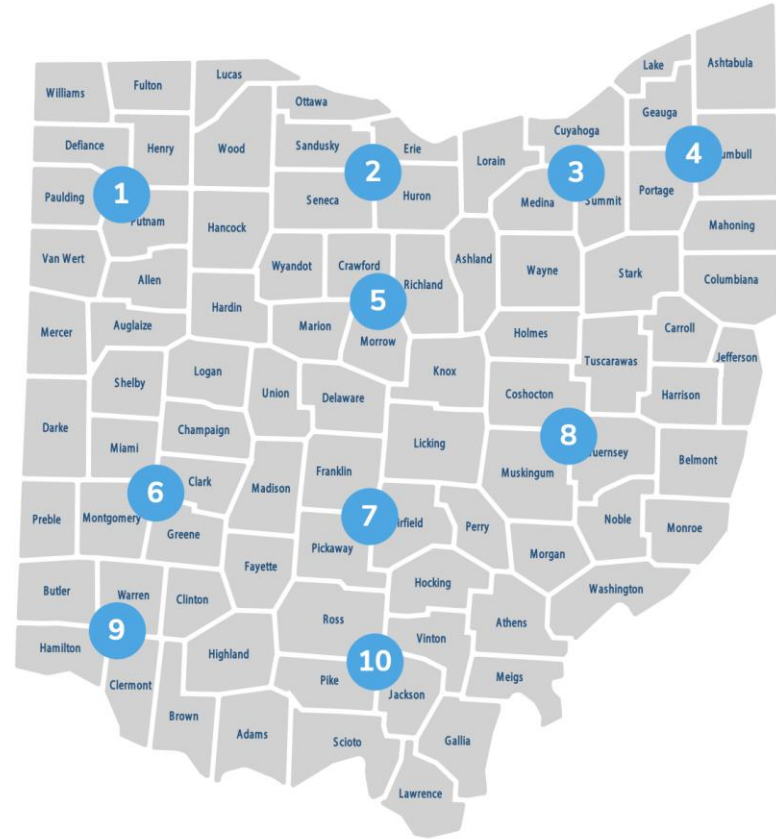 Williams
Fulton
Lucas
Ottawa
Lake
Ashtabula
Defiance
Henry
Wood
Sandusky
Erie
Lorain
Cuyahoga
Geauga
umbull
1
2
3
4
Paulding
Putnam
Hancock
Seneca
Huron
Medina
Summit
Portage
Mahoning
Van Wert
Allen
Wyandot
Crawford
Richland
Ashland
Wayne
Stark
Columbiana
5
Mercer
Auglaize
Hardin
Marion
Morrow
Holmes
Carroll
Jefferson
Shelby
Logan
Union
Delaware
Knox
Coshocton
Tuscarawas
Harrison
Darke
Miami
Champaign
Franklin
Licking
8
Muskingum
uernsey
Belmont
6
Clark
Madison
7
rfield
Perry
Noble
Monroe
Preble
Montgomery
Greene
Fayette
Pickaway
Hocking
Morgan
Washington
Butler
Warren
Clinton
Ross
Vinton
Athens
9
Hamilton
Clermont
Highland
10
Pike
Jackson
Meigs
Brown
Adams
Scioto
Gallia
Lawrence